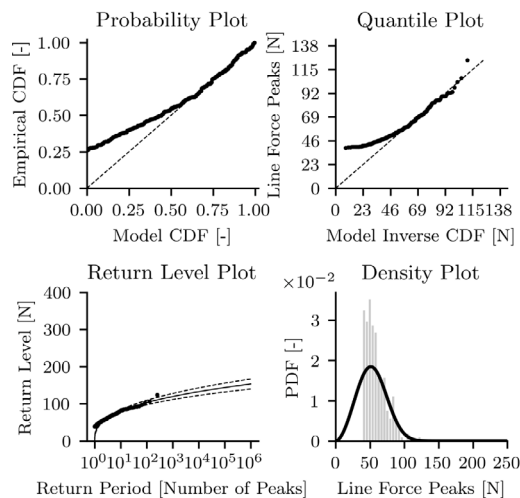 Probability Plot
Empirical CDF [-]
1.00
0.75
0.50
0.25
0.00
0.00 0.25 0.50 0.75 1.00
Model CDF [-]
Quantile Plot
Line Force Peaks [N]
138
115
92
69
46
23
0
0 23 46 69 92 115 138
Model Inverse CDF [N]
Return Level Plot
Return Level [N]
400
300
200
100
0
10⁰ 10¹ 10² 10³ 10⁴ 10⁵ 10⁶
Return Period [Number of Peaks]
Density Plot
×10⁻²
PDF [-]
3
2
1
0
0 50 100 150 200 250
Line Force Peaks [N]